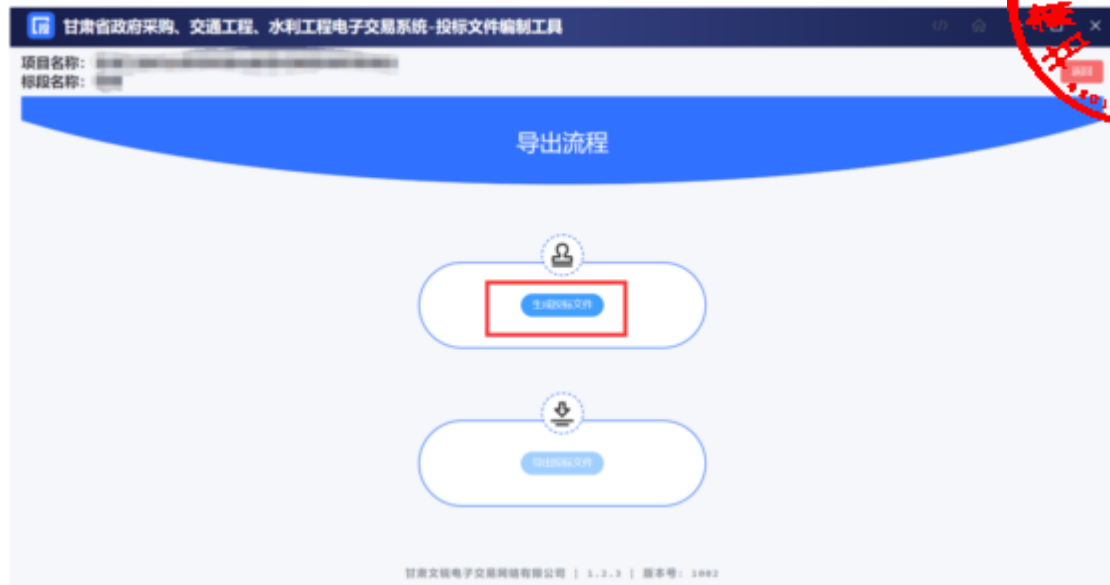 甘肃省政府采购、交通工程、水利工程电子交易系统-投标文件编制工具
项目名称：
标段名称：
返回
导出流程
生成投标文件
导出投标文件
甘肃文锐电子交易网络有限公司 | 1.2.3 | 版本号: 1002